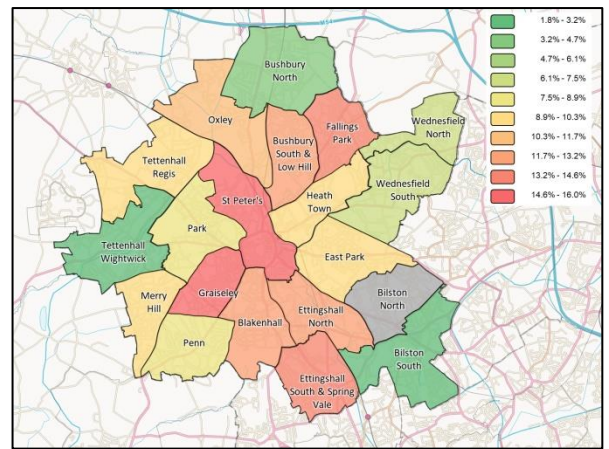 1.8% - 3.2%
3.2% - 4.7%
4.7% - 6.1%
6.1% - 7.5%
7.5% - 8.9%
8.9% - 10.3%
10.3% - 11.7%
11.7% - 13.2%
13.2% - 14.6%
14.6% - 16.0%
Bushbury
North
Oxley
Bushbury
South &
Low Hill
Fallings
Park
Wednesfield
North
Tettenhall
Regis
St Peter's
Heath
Town
Wednesfield
South
Park
Tettenhall
Wightwick
East Park
Merry
Hill
Graiseley
Bilston
North
Blakenhall
Ettingshall
North
Penn
Bilston
South
Ettingshall
South & Spring
Vale